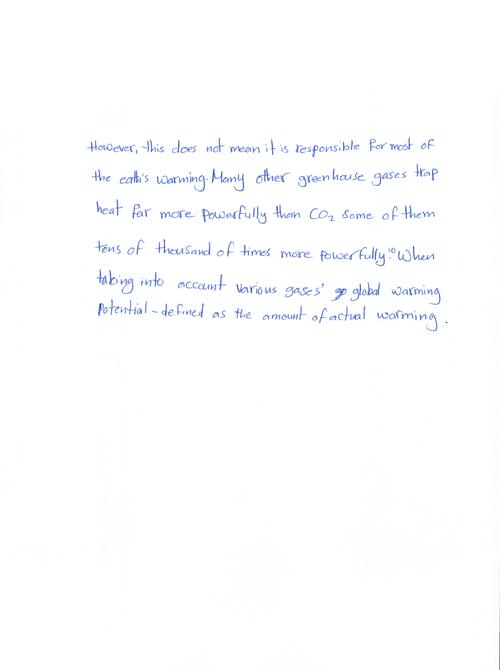 However, this does not mean it is responsible for most of
the eath's warming. Many other greenhouse gases trap
heat far more powerfully than CO₂ some of them
tens of thousand of times more powerfully.¹⁰ When
taking into account various gases' go global warming
potential - defined as the amount of actual warming.